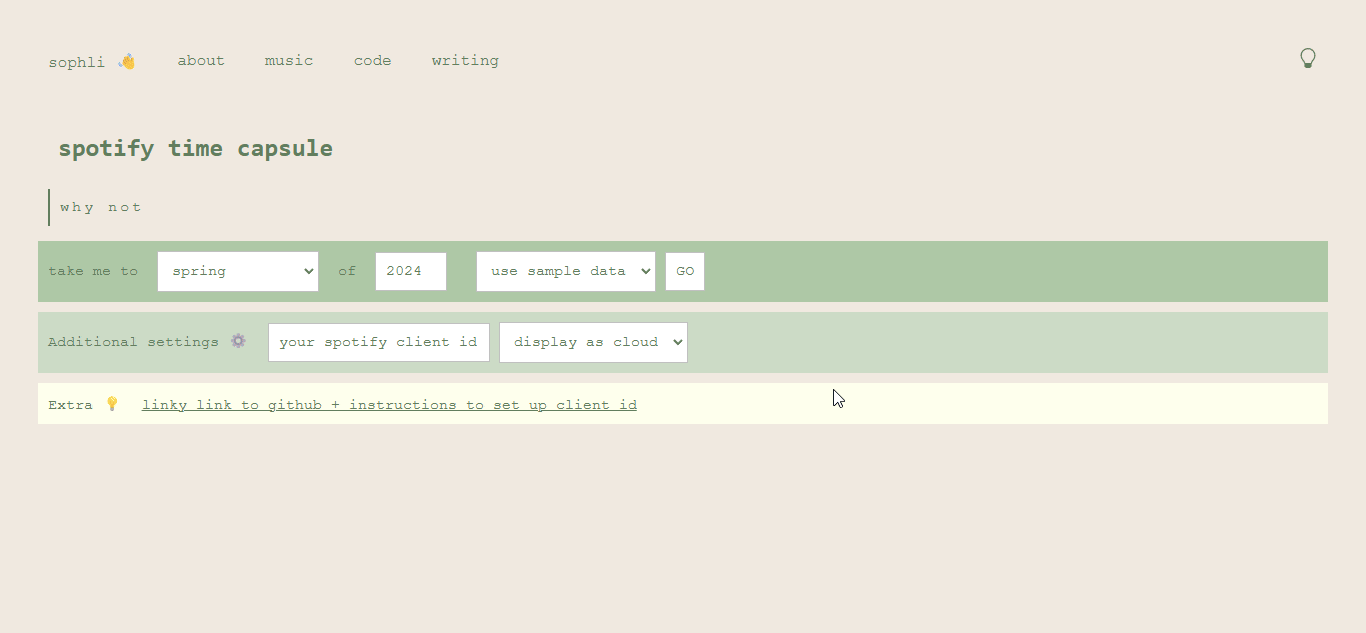 sophli 👋 about music code writing
spotify time capsule
why not
take me to spring of 2024 use sample data GO
Additional settings ⚙️ your spotify client id display as cloud
Extra 💡 linky link to github + instructions to set up client id